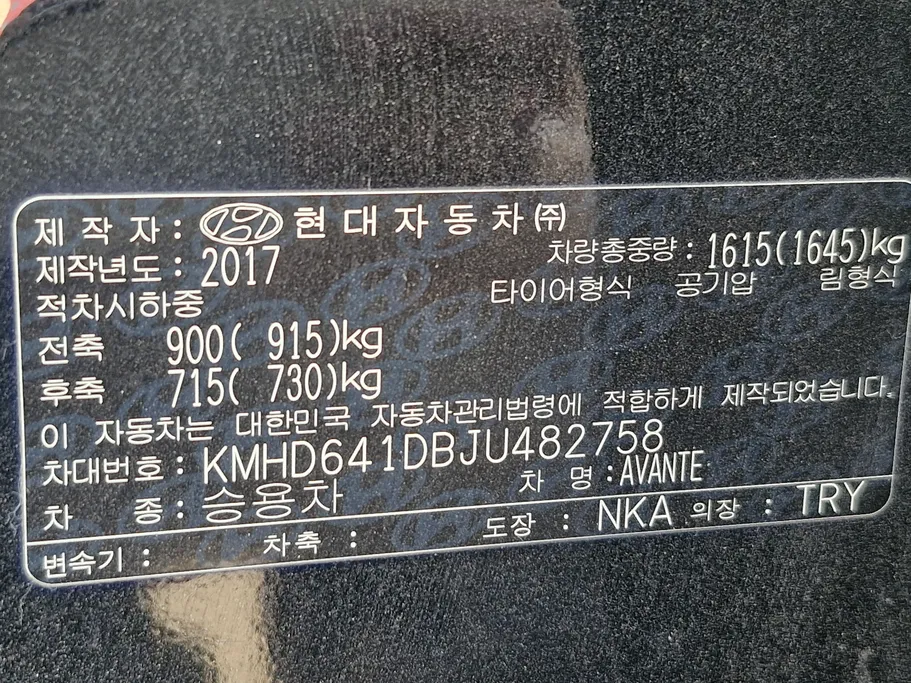 제 작 자 : 현대자동차㈜
제작년도 : 2017 차량총중량 : 1615(1645)kg
적차시하중 타이어형식 공기압 림형식
전축 900( 915)kg
후축 715( 730)kg
이 자동차는 대한민국 자동차관리법령에 적합하게 제작되었습니다.
차대번호 : KMHD641DBJU482758
차 종 : 승용차 차 명 : AVANTE
변속기 : 차축 : 도장 : NKA 의장 : TRY